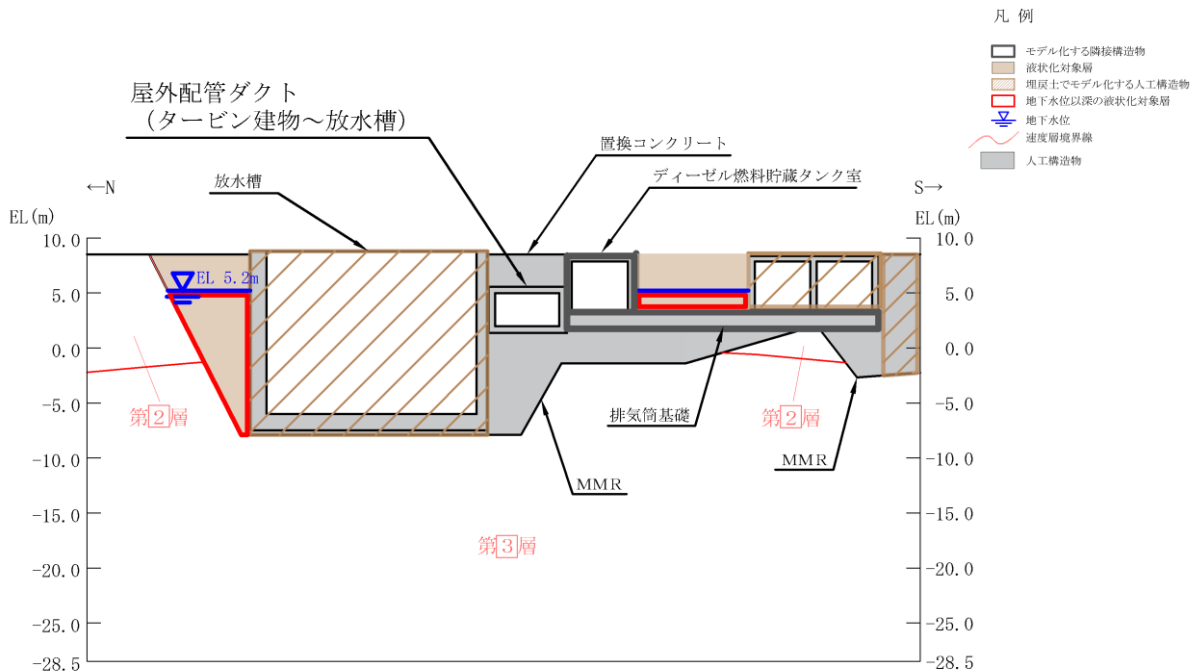 凡 例
モデル化する隣接構造物
液状化対象層
埋戻土でモデル化する人工構造物
地下水位以深の液状化対象層
地下水位
速度層境界線
人工構造物
屋外配管ダクト
（タービン建物～放水槽）
置換コンクリート
ディーゼル燃料貯蔵タンク室
放水槽
←N
S→
EL(m)
EL(m)
10.0
10.0
EL 5.2m
5.0
5.0
0.0
0.0
第2層
排気筒基礎
第2層
-5.0
-5.0
MMR
-10.0
-10.0
MMR
-15.0
-15.0
第3層
-20.0
-20.0
-25.0
-25.0
-28.5
-28.5